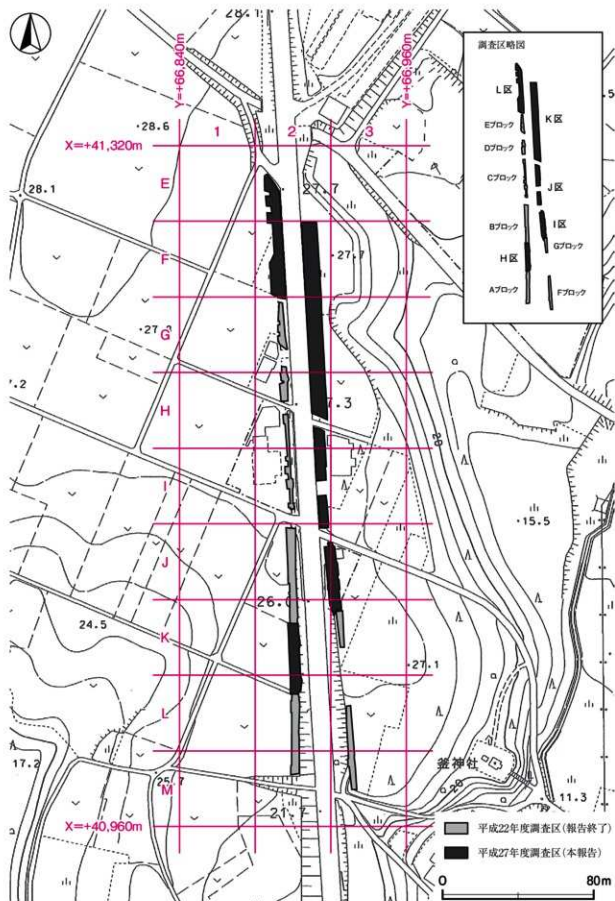 28.1
Y=+66,840m
Y=+66,960m
調査区略図
L区
K区
Eブロック
Dブロック
Cブロック
J区
Bブロック
I区
Gブロック
H区
Aブロック
Fブロック
・28.6
1
2
3
X=+41,320m
E
28.1
27.7
F
・27.7
G
H
7.3
20
I
・15.5
J
26.
24.5
K
・27.1
L
釜神社
17.2
20
M
25.7
11.3
X=+40,960m
21.7
平成22年度調査区(報告終了)
平成27年度調査区(本報告)
0
80m